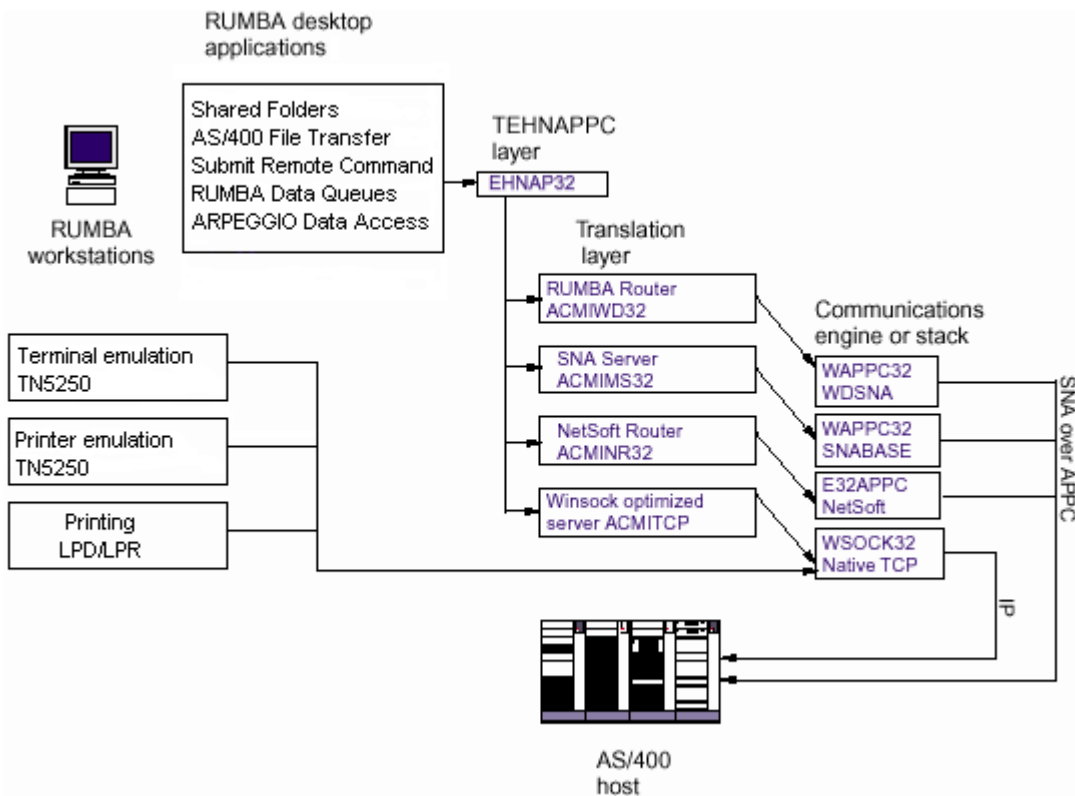 RUMBA desktop
applications
Shared Folders
AS/400 File Transfer
Submit Remote Command
RUMBA Data Queues
ARPEGGIO Data Access
RUMBA
workstations
TEHNAPPC
layer
EHNAP32
Translation
layer
RUMBA Router
ACMIWD32
SNA Server
ACMIMS32
NetSoft Router
ACMINR32
Winsock optimized
server ACMITCP
Communications
engine or stack
WAPPC32
WDSNA
WAPPC32
SNABASE
E32APPC
NetSoft
WSOCK32
Native TCP
SNA over APPC
IP
Terminal emulation
TN5250
Printer emulation
TN5250
Printing
LPD/LPR
AS/400
host